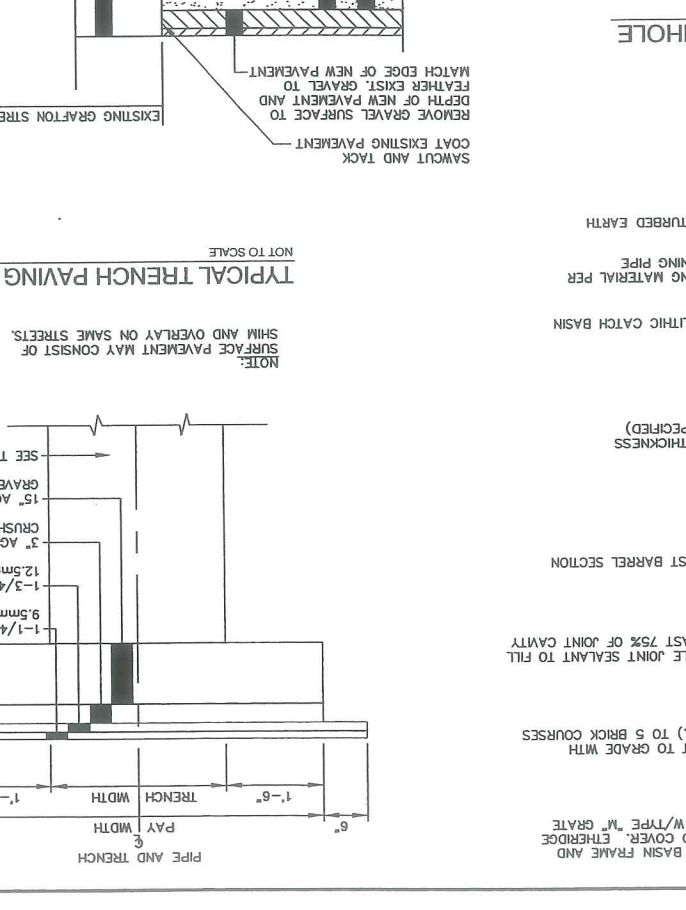 BASIN FRAME AND
COVER. ETHERIDGE
W/TYPE "M" GRATE
T TO GRADE WITH
.) TO 5 BRICK COURSES
LE JOINT SEALANT TO FILL
AST 75% OF JOINT CAVITY
ST BARREL SECTION
THICKNESS
PECIFIED)
LITHIC CATCH BASIN
NG MATERIAL PER
NING PIPE
TURBED EARTH
NHOLE
PIPE AND TRENCH
℄
6"
PAY WIDTH
1'-6"
TRENCH WIDTH
1'-
1-1/4
9.5mm
1-3/4
12.5mm
3" AG
CRUSH
15" AG
GRAVE
SEE T
NOTE:
SURFACE PAVEMENT MAY CONSIST OF
SHIM AND OVERLAY ON SAME STREETS.
TYPICAL TRENCH PAVING
NOT TO SCALE
SAWCUT AND TACK
COAT EXISTING PAVEMENT
REMOVE GRAVEL SURFACE TO
DEPTH OF NEW PAVEMENT AND
FEATHER EXIST. GRAVEL TO
MATCH EDGE OF NEW PAVEMENT
EXISTING GRAFTON STRE